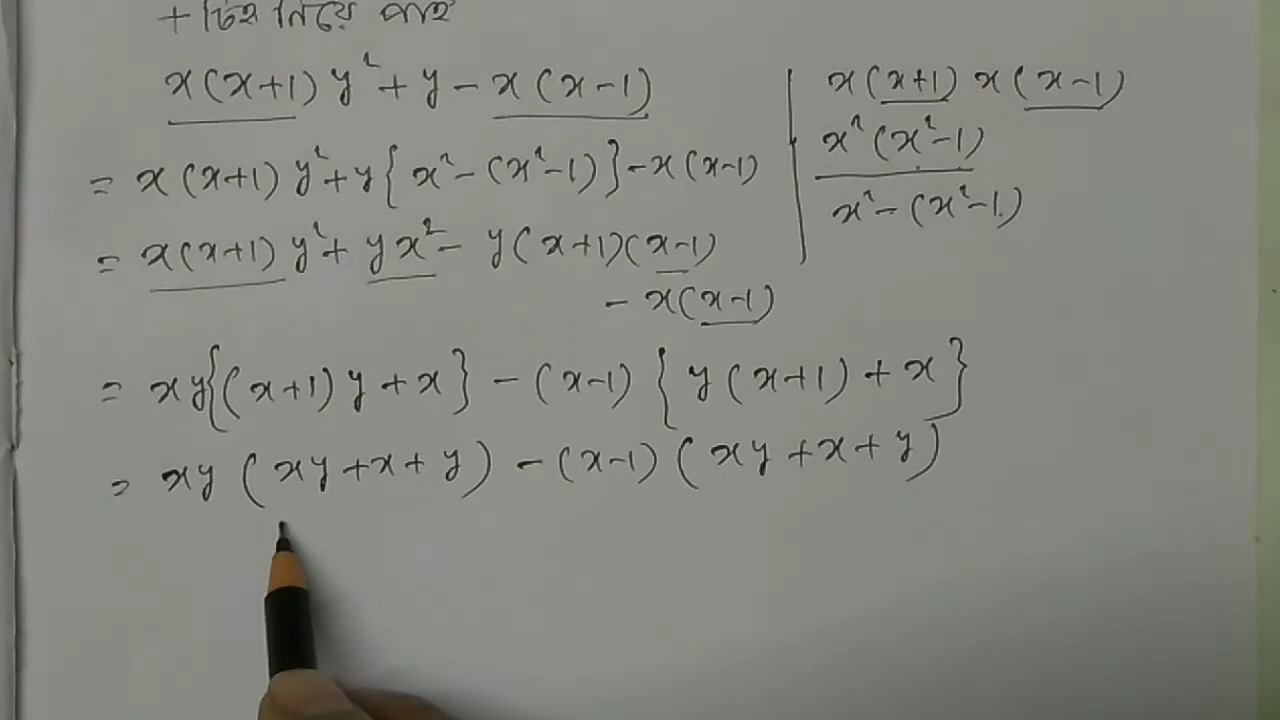 + চিহ্ন নিয়ে পাই
x(x+1) y² + y - x(x-1)
= x(x+1) y² + y{x² - (x²-1)} - x(x-1)
= x(x+1) y² + yx² - y(x+1)(x-1)
- x(x-1)
= xy{(x+1) y + x} - (x-1) {y(x+1) + x}
= xy (xy + x + y) - (x-1) (xy + x + y)
x(x+1) x(x-1)
x²(x²-1)
x² - (x²-1)